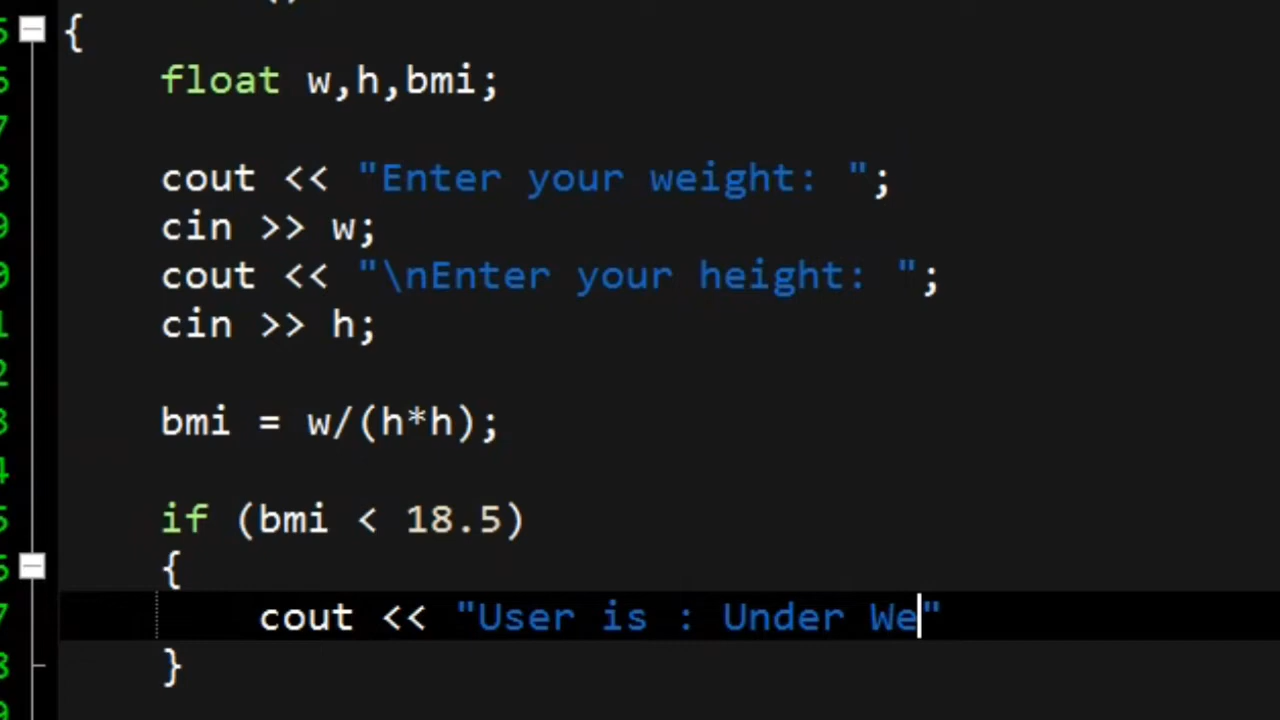 {
float w,h,bmi;
cout << "Enter your weight: ";
cin >> w;
cout << "\nEnter your height: ";
cin >> h;
bmi = w/(h*h);
if (bmi < 18.5)
{
cout << "User is : Under We"
}